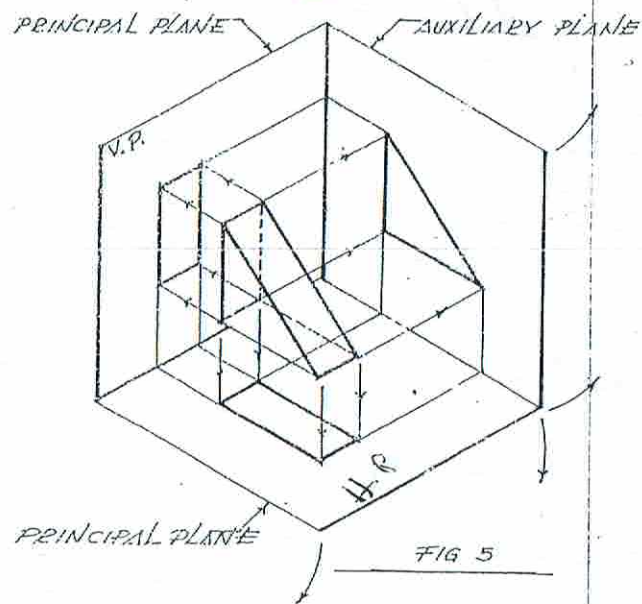 PRINCIPAL PLANE
AUXILIARY PLANE
V.P.
H.P
PRINCIPAL PLANE
FIG 5